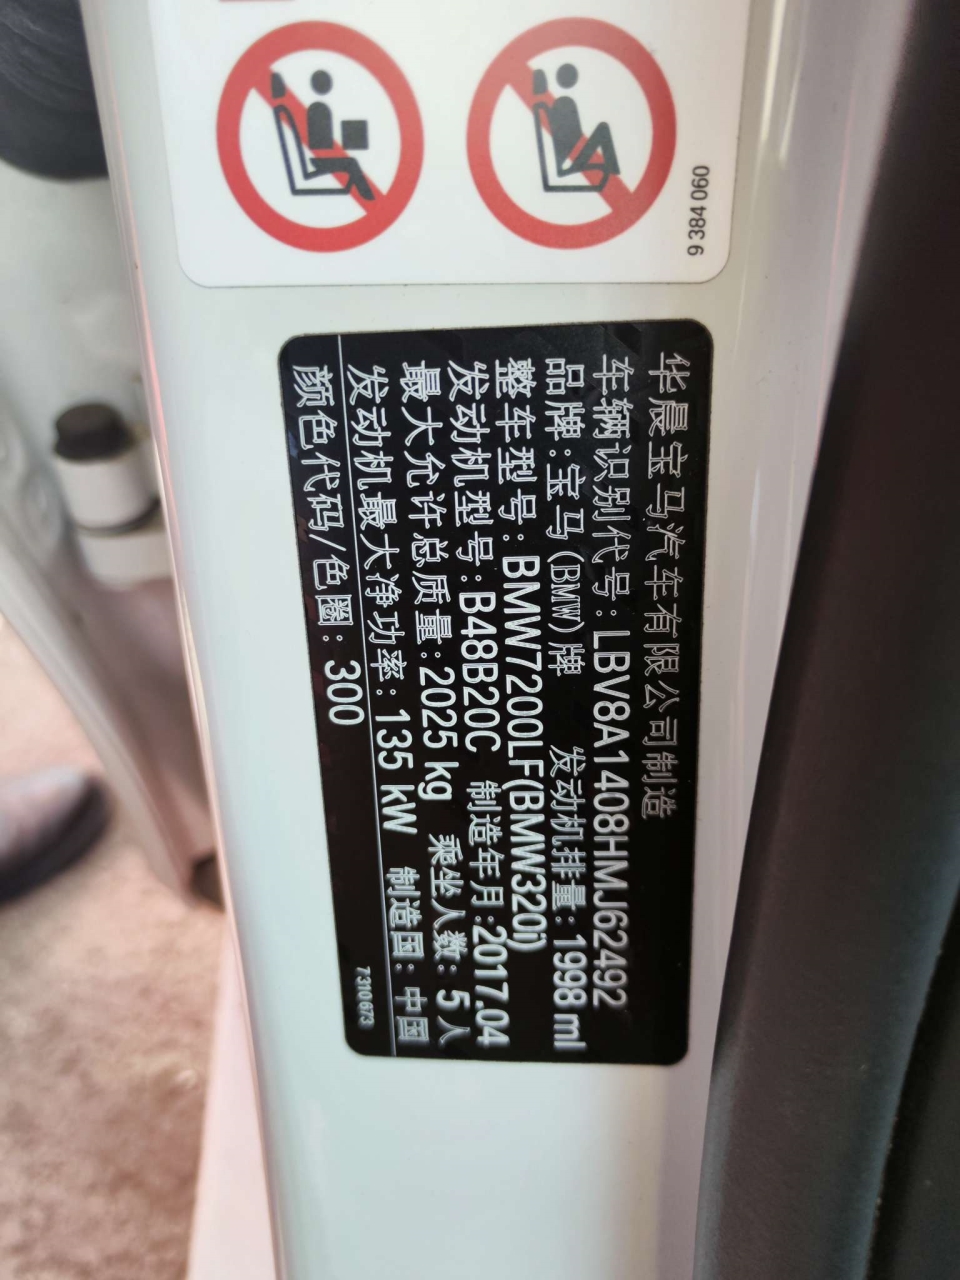 9 384 060
华晨宝马汽车有限公司制造
车辆识别代号: LBV8A1408HMJ62492
品牌: 宝马(BMW)牌 发动机排量: 1998 ml
整车型号: BMW7200LF(BMW320i)
发动机型号: B48B20C 制造年月: 2017.04
最大允许总质量: 2025 kg 乘坐人数: 5 人
发动机最大净功率: 135 kW 制造国: 中国
颜色代码/色圈: 300
7 310 673